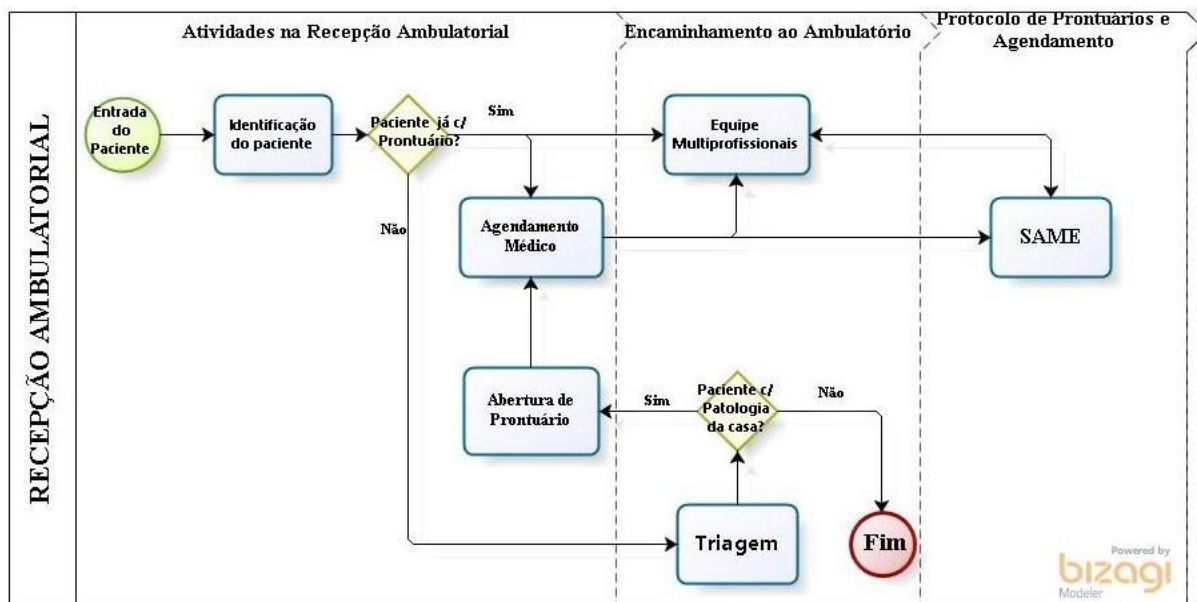 RECEPÇÃO AMBULATORIAL
Atividades na Recepção Ambulatorial
Encaminhamento ao Ambulatório
Protocolo de Prontuários e
Agendamento
Entrada
do
Paciente
Identificação
do paciente
Paciente já c/
Prontuário?
Sim
Não
Equipe
Multiprofissionais
Agendamento
Médico
SAME
Abertura de
Prontuário
Sim
Paciente c/
Patologia
da casa?
Não
Triagem
Fim
Powered by
bizagi
Modeler